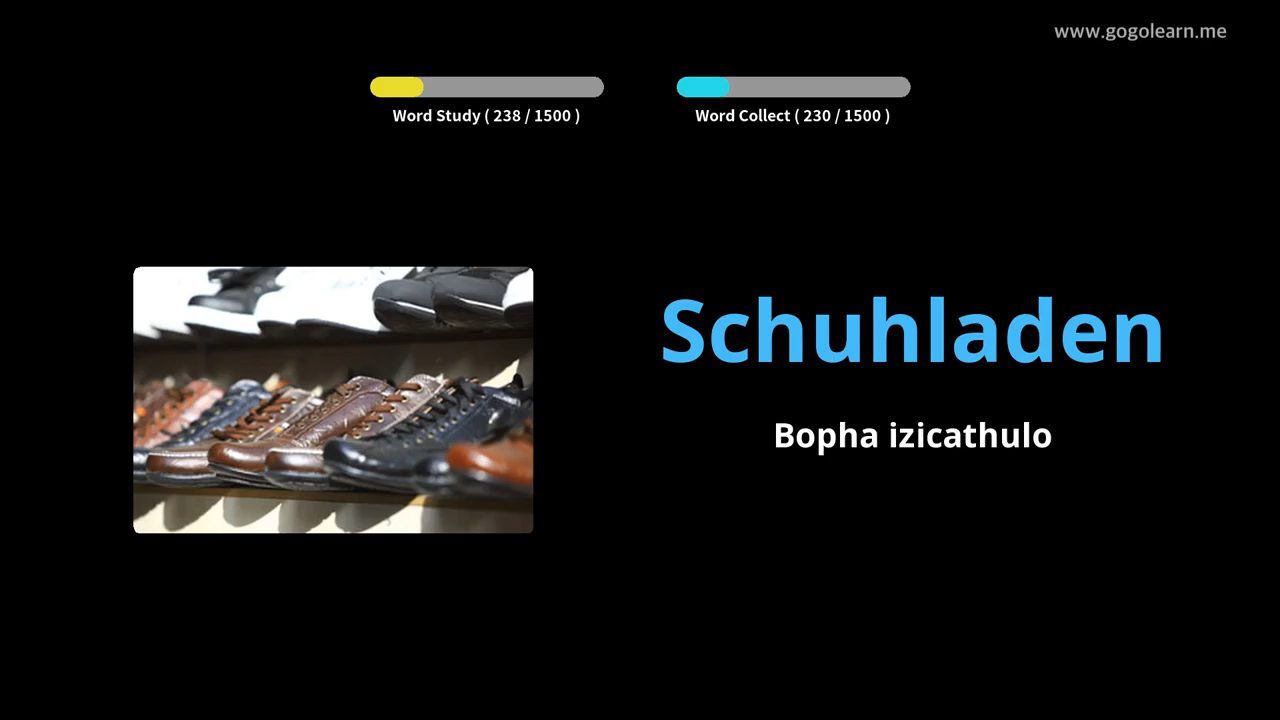 www.gogolearn.me
Word Study ( 238 / 1500 )
Word Collect ( 230 / 1500 )
Schuhladen
Bopha izicathulo